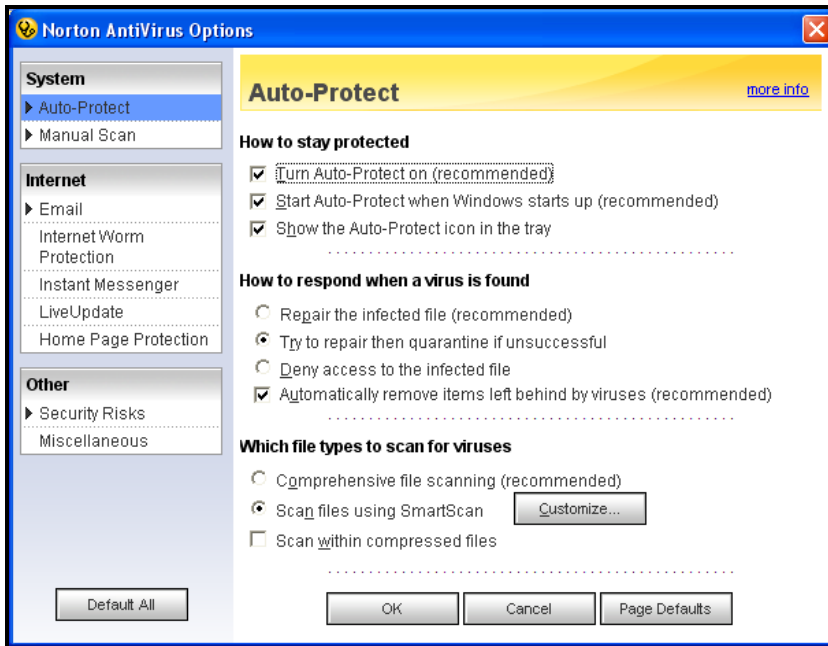 Norton AntiVirus Options
System
Auto-Protect
Manual Scan
Internet
Email
Internet Worm
Protection
Instant Messenger
LiveUpdate
Home Page Protection
Other
Security Risks
Miscellaneous
Default All
Auto-Protect
more info
How to stay protected
Turn Auto-Protect on (recommended)
Start Auto-Protect when Windows starts up (recommended)
Show the Auto-Protect icon in the tray
How to respond when a virus is found
Repair the infected file (recommended)
Try to repair then quarantine if unsuccessful
Deny access to the infected file
Automatically remove items left behind by viruses (recommended)
Which file types to scan for viruses
Comprehensive file scanning (recommended)
Scan files using SmartScan
Customize...
Scan within compressed files
OK
Cancel
Page Defaults